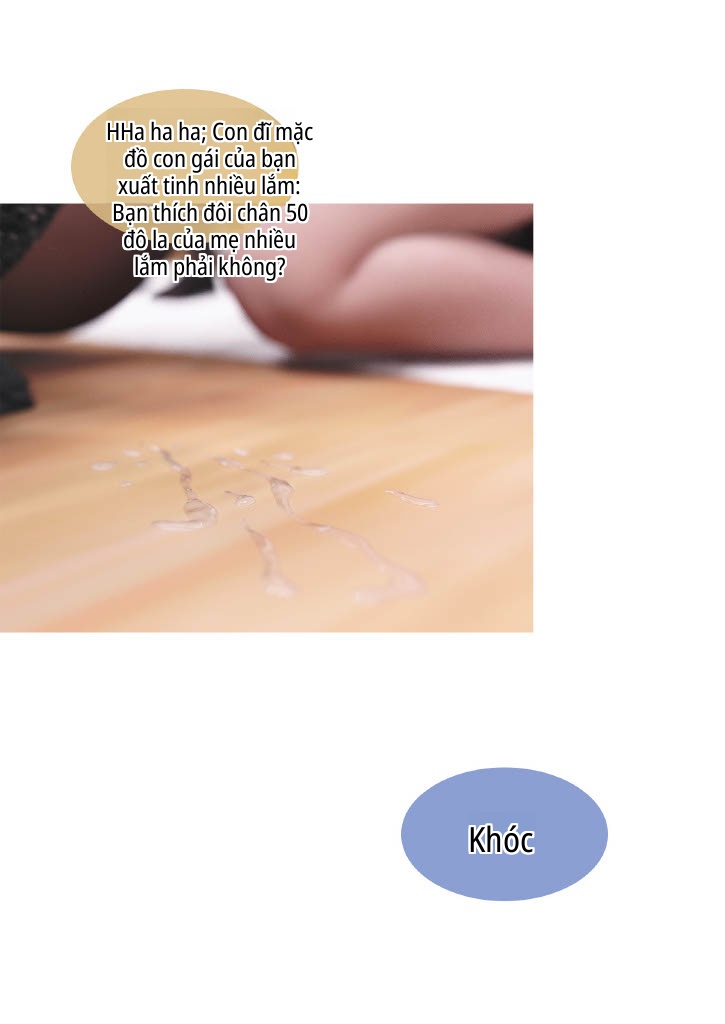 HHa ha ha; Con đĩ mặc
đồ con gái của bạn
xuất tinh nhiều lắm:
Bạn thích đôi chân 50
đô la của mẹ nhiều
lắm phải không?
Khóc